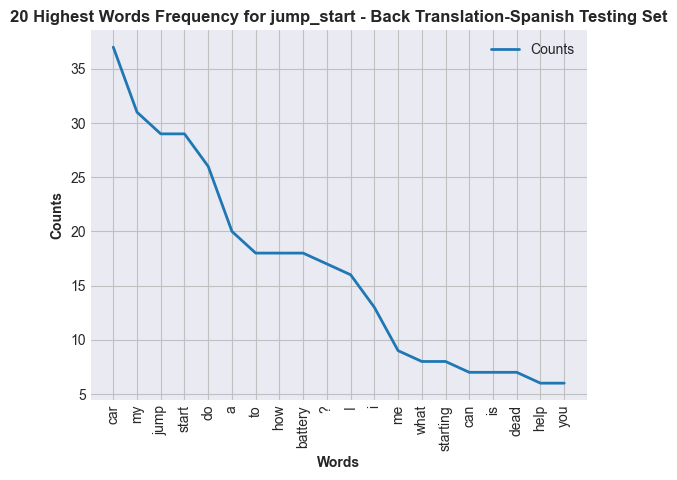 20 Highest Words Frequency for jump_start - Back Translation-Spanish Testing Set
Counts
Counts
35
30
25
20
15
10
5
car
my
jump
start
do
a
to
how
battery
?
I
i
me
what
starting
can
is
dead
help
you
Words